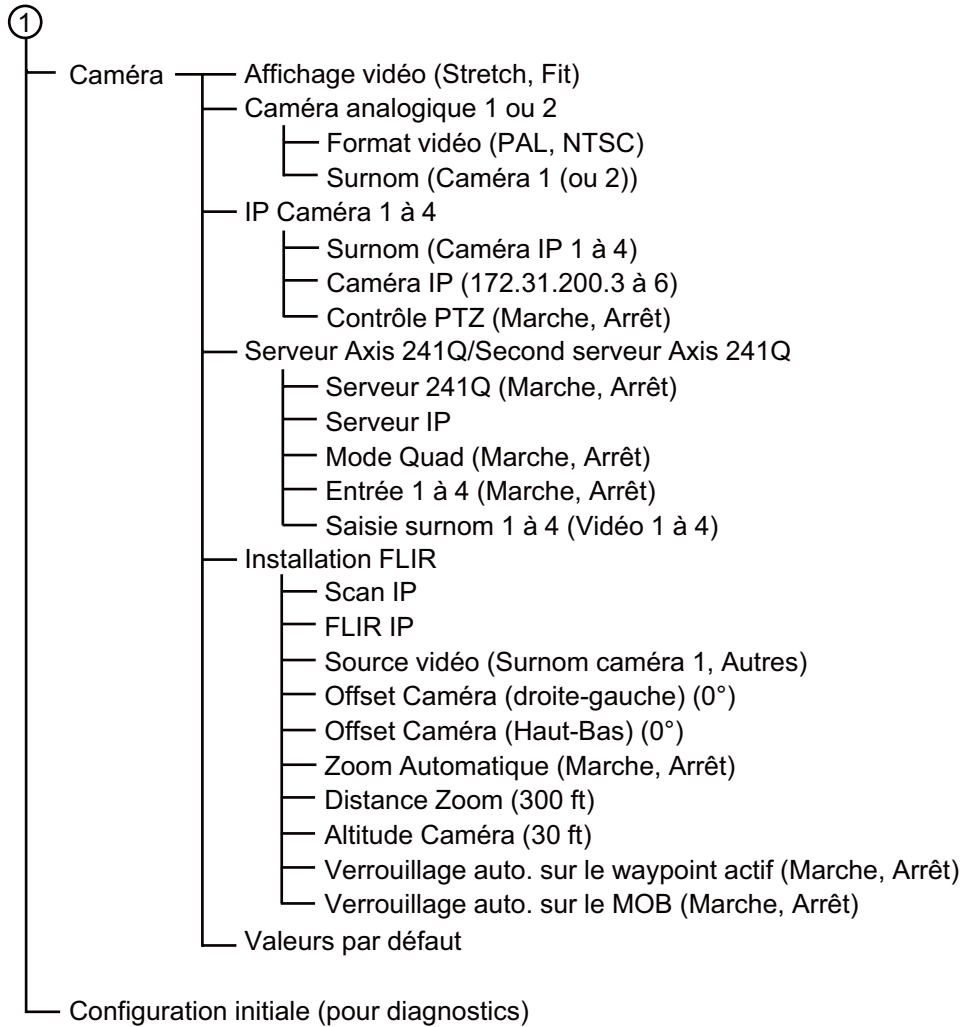 1
Caméra
Affichage vidéo (Stretch, Fit)
Caméra analogique 1 ou 2
Format vidéo (PAL, NTSC)
Surnom (Caméra 1 (ou 2))
IP Caméra 1 à 4
Surnom (Caméra IP 1 à 4)
Caméra IP (172.31.200.3 à 6)
Contrôle PTZ (Marche, Arrêt)
Serveur Axis 241Q/Second serveur Axis 241Q
Serveur 241Q (Marche, Arrêt)
Serveur IP
Mode Quad (Marche, Arrêt)
Entrée 1 à 4 (Marche, Arrêt)
Saisie surnom 1 à 4 (Vidéo 1 à 4)
Installation FLIR
Scan IP
FLIR IP
Source vidéo (Surnom caméra 1, Autres)
Offset Caméra (droite-gauche) (0°)
Offset Caméra (Haut-Bas) (0°)
Zoom Automatique (Marche, Arrêt)
Distance Zoom (300 ft)
Altitude Caméra (30 ft)
Verrouillage auto. sur le waypoint actif (Marche, Arrêt)
Verrouillage auto. sur le MOB (Marche, Arrêt)
Valeurs par défaut
Configuration initiale (pour diagnostics)